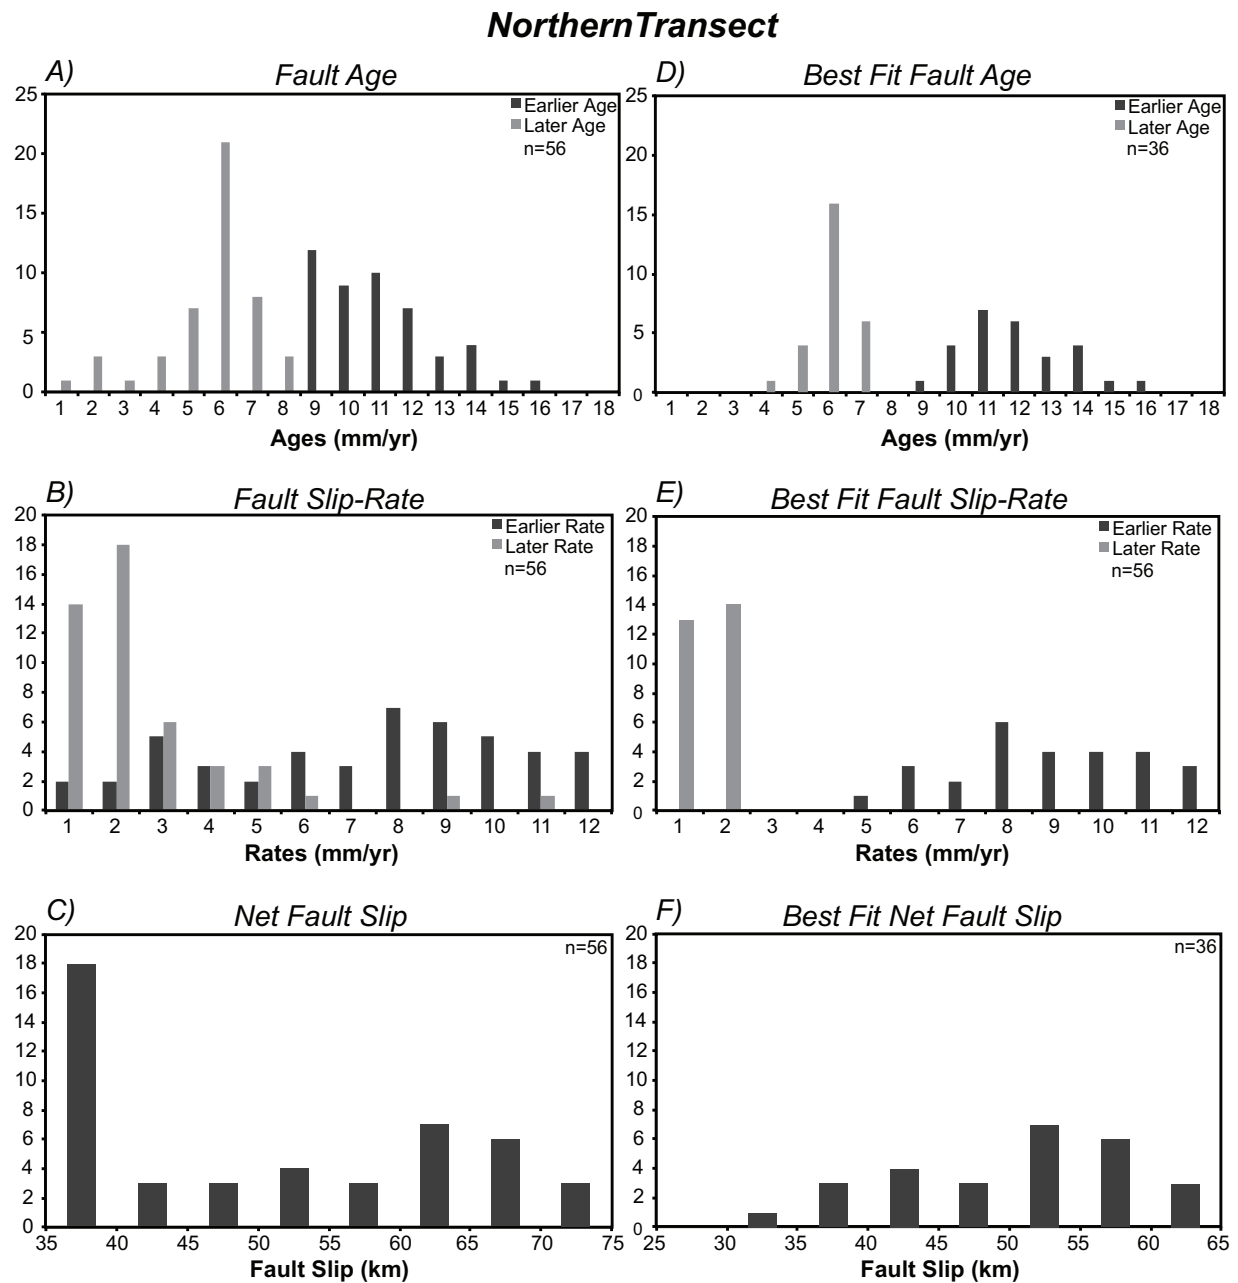 NorthernTransect
A) Fault Age
25
20
15
10
5
0
Earlier Age
Later Age
n=56
1 2 3 4 5 6 7 8 9 10 11 12 13 14 15 16 17 18
Ages (mm/yr)
D) Best Fit Fault Age
25
20
15
10
5
0
Earlier Age
Later Age
n=36
1 2 3 4 5 6 7 8 9 10 11 12 13 14 15 16 17 18
Ages (mm/yr)
B) Fault Slip-Rate
20
18
16
14
12
10
8
6
4
2
0
Earlier Rate
Later Rate
n=56
1 2 3 4 5 6 7 8 9 10 11 12
Rates (mm/yr)
E) Best Fit Fault Slip-Rate
20
18
16
14
12
10
8
6
4
2
0
Earlier Rate
Later Rate
n=56
1 2 3 4 5 6 7 8 9 10 11 12
Rates (mm/yr)
C) Net Fault Slip
20
18
16
14
12
10
8
6
4
2
0
n=56
35 40 45 50 55 60 65 70 75
Fault Slip (km)
F) Best Fit Net Fault Slip
20
18
16
14
12
10
8
6
4
2
0
n=36
25 30 35 40 45 50 55 60 65
Fault Slip (km)